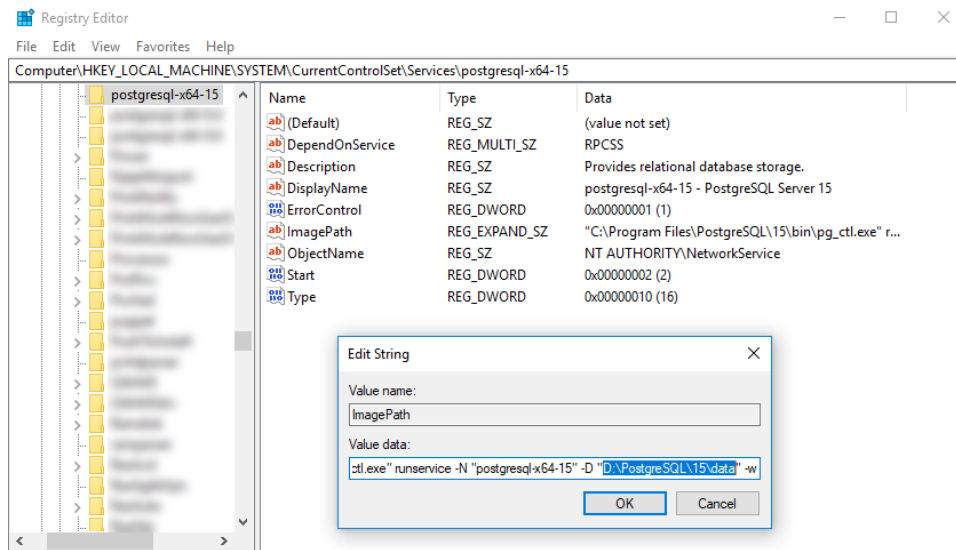 Registry Editor
File Edit View Favorites Help
Computer\HKEY_LOCAL_MACHINE\SYSTEM\CurrentControlSet\Services\postgresql-x64-15
postgresql-x64-15
Name Type Data
(Default) REG_SZ (value not set)
DependOnService REG_MULTI_SZ RPCSS
Description REG_SZ Provides relational database storage.
DisplayName REG_SZ postgresql-x64-15 - PostgreSQL Server 15
ErrorControl REG_DWORD 0x00000001 (1)
ImagePath REG_EXPAND_SZ "C:\Program Files\PostgreSQL\15\bin\pg_ctl.exe" r...
ObjectName REG_SZ NT AUTHORITY\NetworkService
Start REG_DWORD 0x00000002 (2)
Type REG_DWORD 0x00000010 (16)
Edit String
Value name:
ImagePath
Value data:
ctl.exe" runservice -N "postgresql-x64-15" -D "D:\PostgreSQL\15\data" -w
OK Cancel